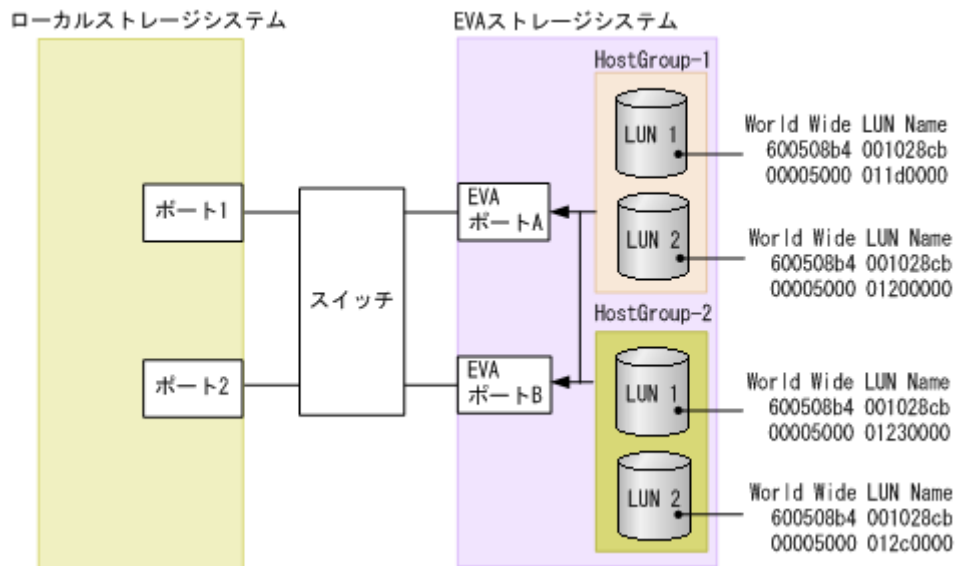 ローカルストレージシステム
EVAストレージシステム
HostGroup-1
LUN 1
World Wide LUN Name
600508b4 001028cb
00005000 011d0000
ポート1
EVA
ポートA
LUN 2
World Wide LUN Name
600508b4 001028cb
00005000 01200000
スイッチ
HostGroup-2
ポート2
EVA
ポートB
LUN 1
World Wide LUN Name
600508b4 001028cb
00005000 01230000
LUN 2
World Wide LUN Name
600508b4 001028cb
00005000 012c0000